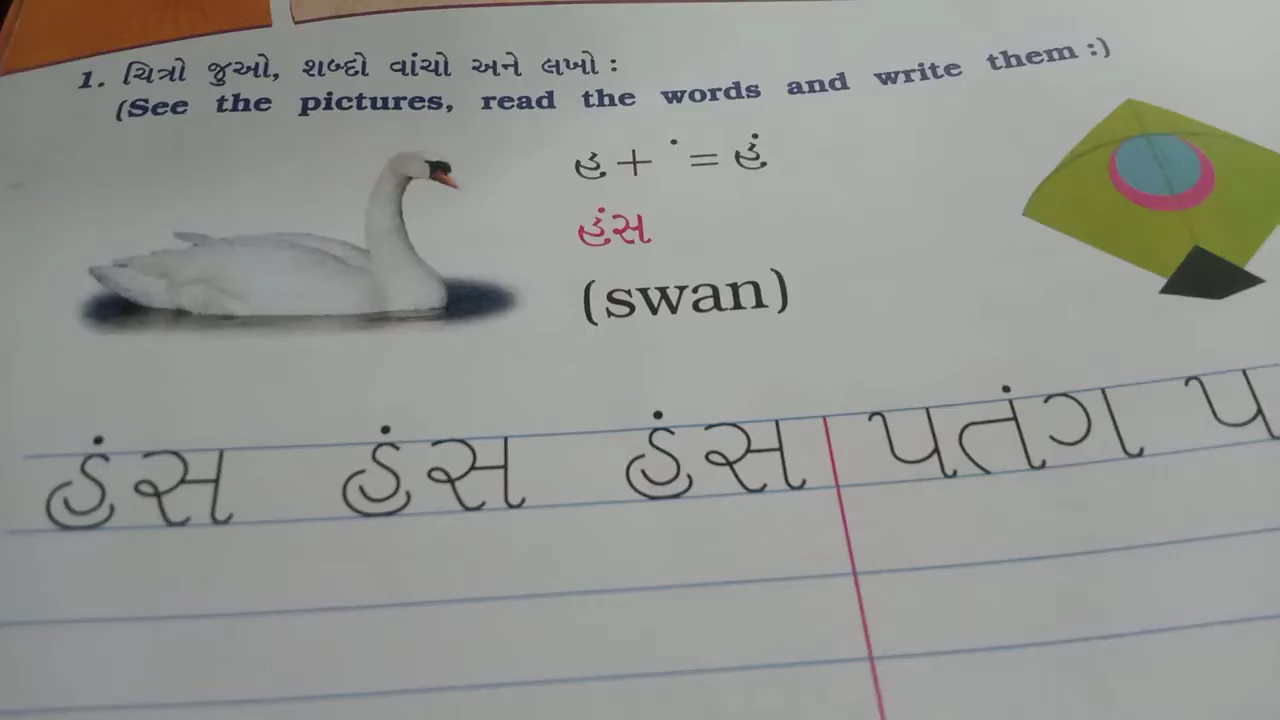 1. ચિત્રો જુઓ, શબ્દો વાંચો અને લખો :
(See the pictures, read the words and write them :)
હ + ં = હં
હંસ
(swan)
હંસ હંસ હંસ પતંગ પ